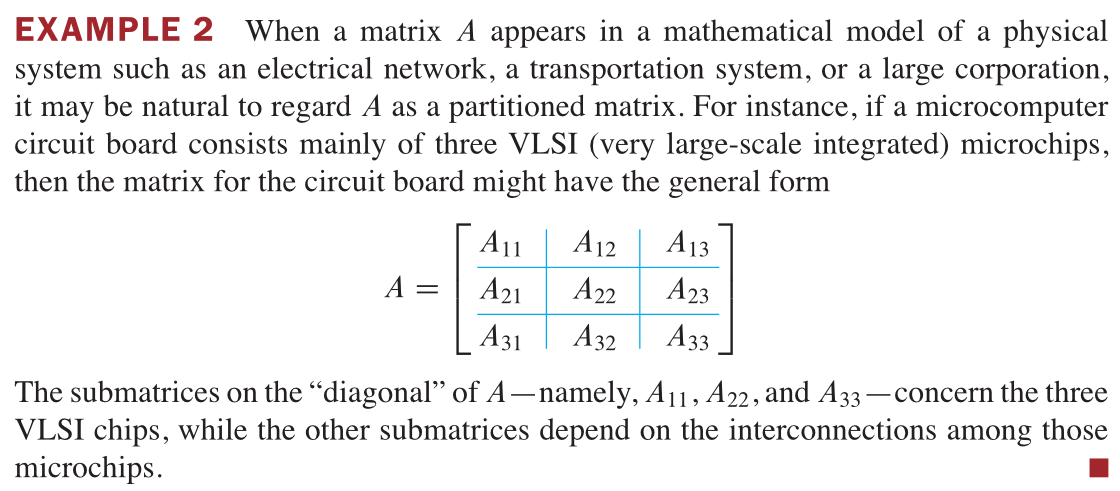 EXAMPLE 2 When a matrix A appears in a mathematical model of a physical
system such as an electrical network, a transportation system, or a large corporation,
it may be natural to regard A as a partitioned matrix. For instance, if a microcomputer
circuit board consists mainly of three VLSI (very large-scale integrated) microchips,
then the matrix for the circuit board might have the general form
A₁₁ A₁₂ A₁₃
A = A₂₁ A₂₂ A₂₃
A₃₁ A₃₂ A₃₃
The submatrices on the “diagonal” of A—namely, A₁₁, A₂₂, and A₃₃—concern the three
VLSI chips, while the other submatrices depend on the interconnections among those
microchips.